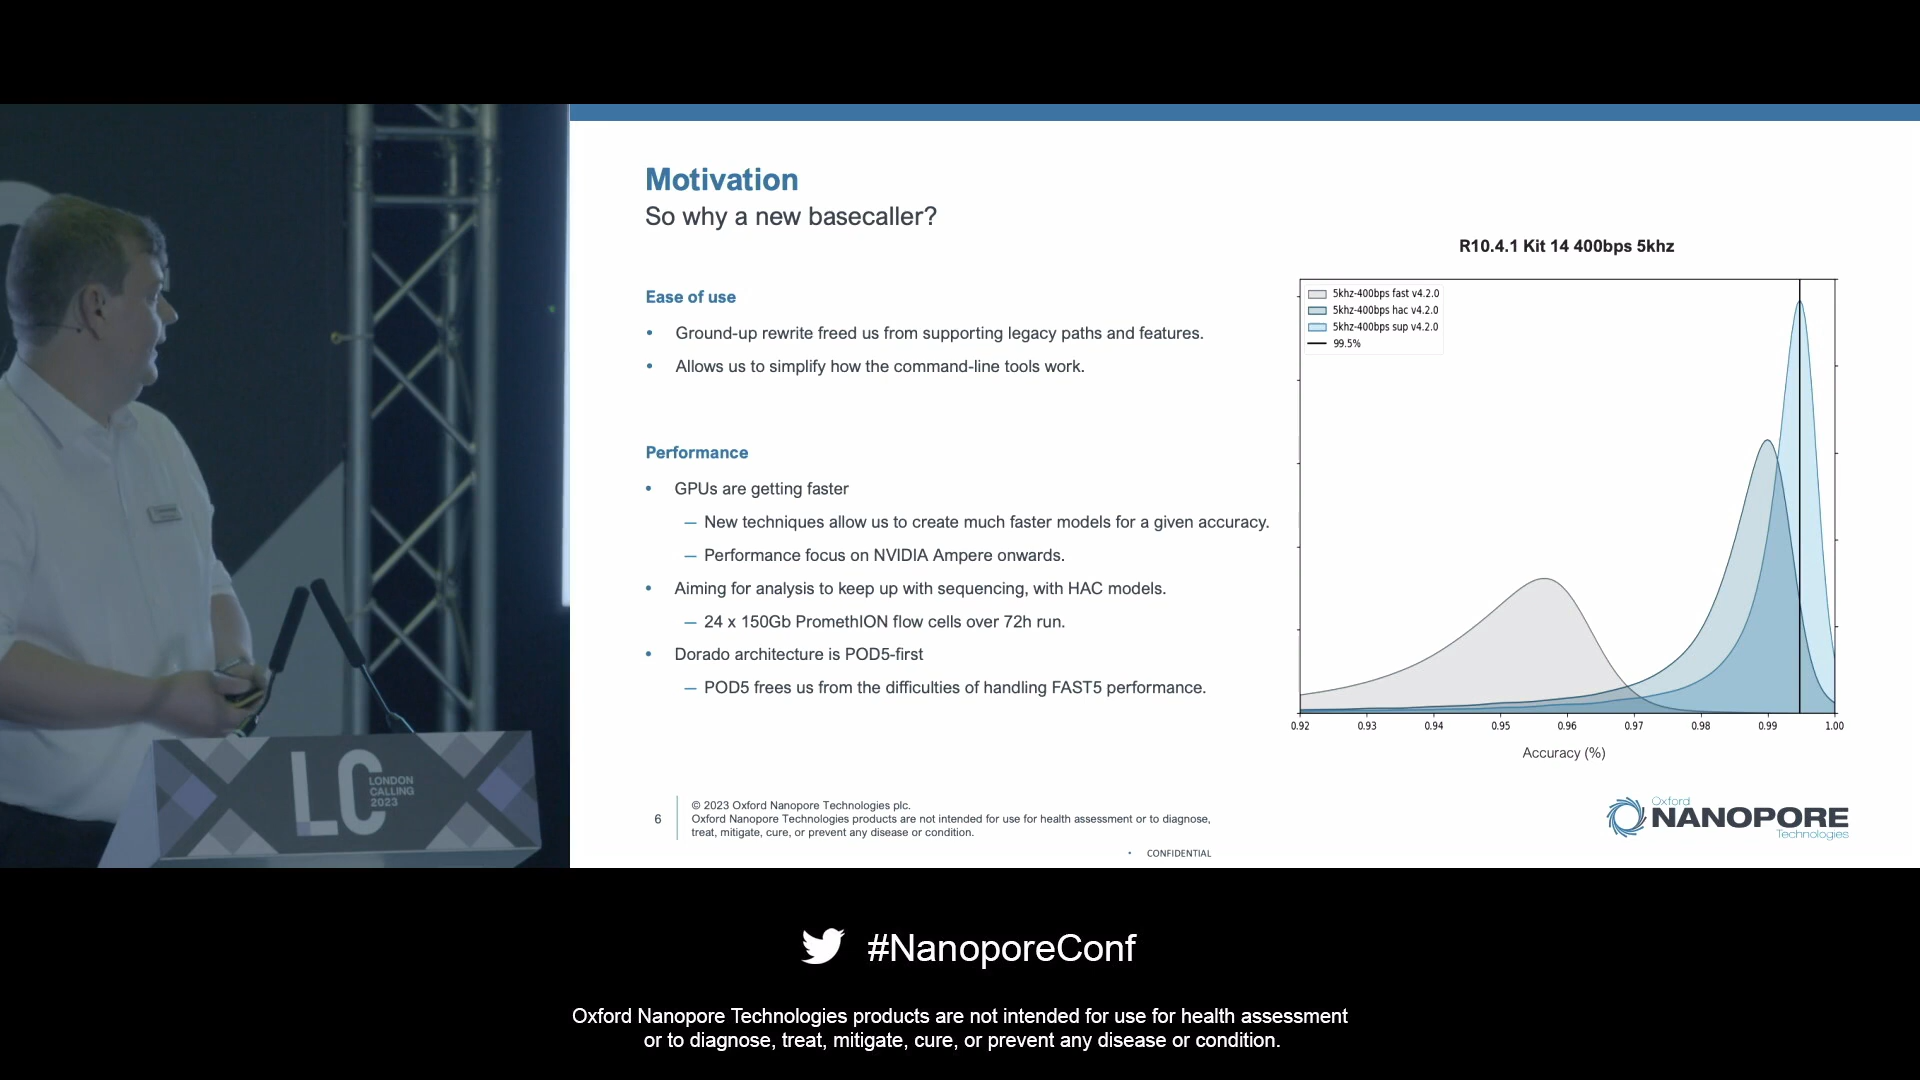 Motivation
So why a new basecaller?
Ease of use
• Ground-up rewrite freed us from supporting legacy paths and features.
• Allows us to simplify how the command-line tools work.
Performance
• GPUs are getting faster
— New techniques allow us to create much faster models for a given accuracy.
— Performance focus on NVIDIA Ampere onwards.
• Aiming for analysis to keep up with sequencing, with HAC models.
— 24 x 150Gb PromethION flow cells over 72h run.
• Dorado architecture is POD5-first
— POD5 frees us from the difficulties of handling FAST5 performance.
R10.4.1 Kit 14 400bps 5khz
5khz-400bps fast v4.2.0
5khz-400bps hac v4.2.0
5khz-400bps sup v4.2.0
99.5%
0.92 0.93 0.94 0.95 0.96 0.97 0.98 0.99 1.00
Accuracy (%)
6
© 2023 Oxford Nanopore Technologies plc.
Oxford Nanopore Technologies products are not intended for use for health assessment or to diagnose,
treat, mitigate, cure, or prevent any disease or condition.
• CONFIDENTIAL
Oxford
NANOPORE
Technologies
LC
LONDON
CALLING
2023
#NanoporeConf
Oxford Nanopore Technologies products are not intended for use for health assessment
or to diagnose, treat, mitigate, cure, or prevent any disease or condition.